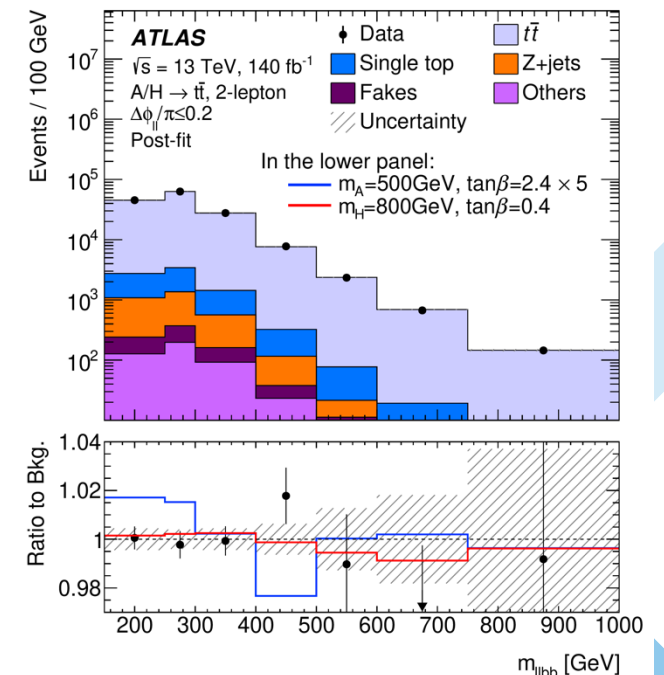 Events / 100 GeV
10⁷
10⁵
10⁴
10³
10²
ATLAS
√s = 13 TeV, 140 fb⁻¹
A/H → tt̄, 2-lepton
Δϕ_ll/π≤0.2
Post-fit
Data
tt̄
Single top
Z+jets
Fakes
Others
Uncertainty
In the lower panel:
m_A=500GeV, tanβ=2.4 × 5
m_H=800GeV, tanβ=0.4
Ratio to Bkg.
1.04
1.02
1
0.98
200 300 400 500 600 700 800 900 1000
m_llbb [GeV]